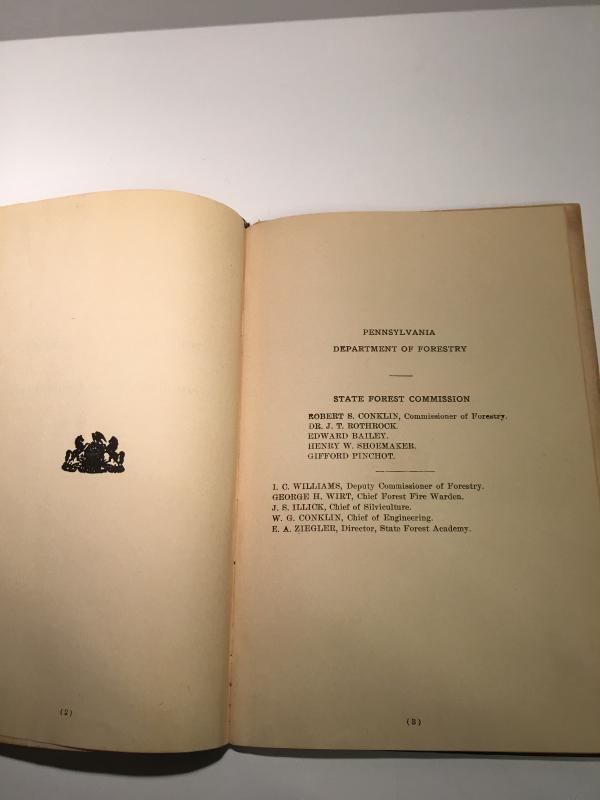 (2)
PENNSYLVANIA
DEPARTMENT OF FORESTRY
STATE FOREST COMMISSION
ROBERT S. CONKLIN, Commissioner of Forestry.
DR. J. T. ROTHROCK.
EDWARD BAILEY.
HENRY W. SHOEMAKER.
GIFFORD PINCHOT.
I. C. WILLIAMS, Deputy Commissioner of Forestry.
GEORGE H. WIRT, Chief Forest Fire Warden.
J. S. ILLICK, Chief of Silviculture.
W. G. CONKLIN, Chief of Engineering.
E. A. ZIEGLER, Director, State Forest Academy.
(3)